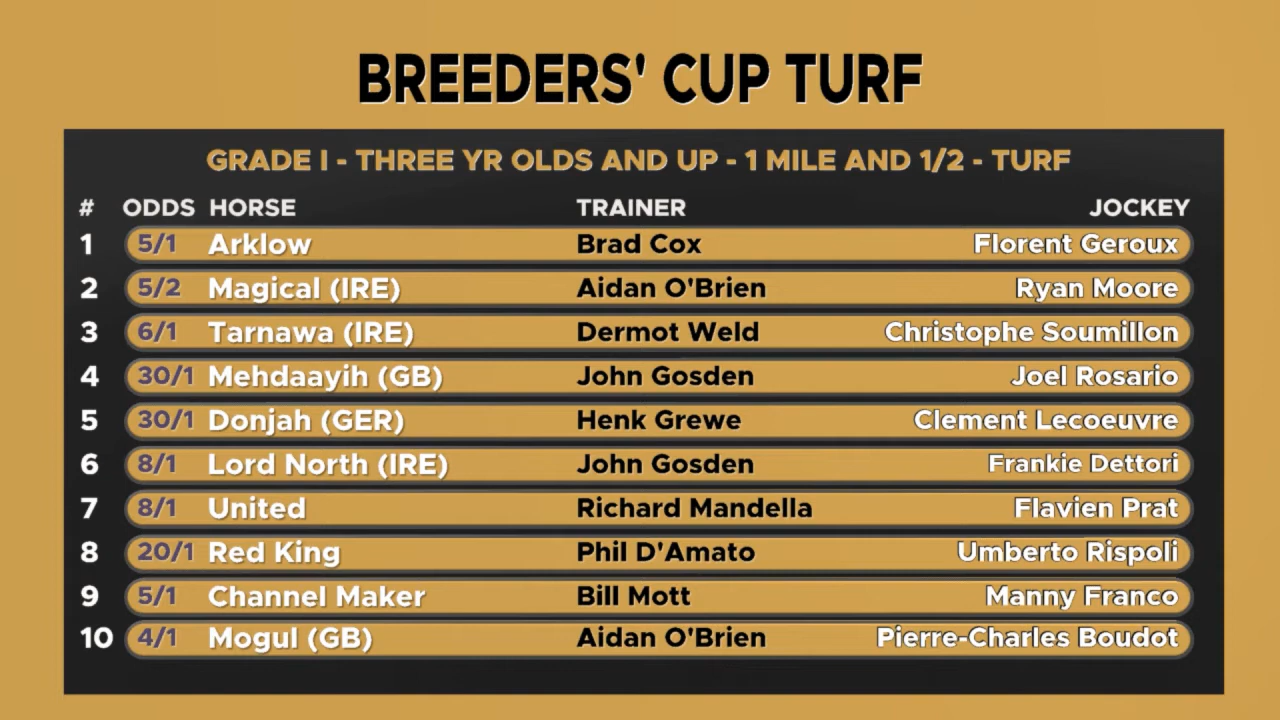 BREEDERS' CUP TURF
GRADE I - THREE YR OLDS AND UP - 1 MILE AND 1/2 - TURF
# ODDS HORSE TRAINER JOCKEY
1 5/1 Arklow Brad Cox Florent Geroux
2 5/2 Magical (IRE) Aidan O'Brien Ryan Moore
3 6/1 Tarnawa (IRE) Dermot Weld Christophe Soumillon
4 30/1 Mehdaayih (GB) John Gosden Joel Rosario
5 30/1 Donjah (GER) Henk Grewe Clement Lecoeuvre
6 8/1 Lord North (IRE) John Gosden Frankie Dettori
7 8/1 United Richard Mandella Flavien Prat
8 20/1 Red King Phil D'Amato Umberto Rispoli
9 5/1 Channel Maker Bill Mott Manny Franco
10 4/1 Mogul (GB) Aidan O'Brien Pierre-Charles Boudot